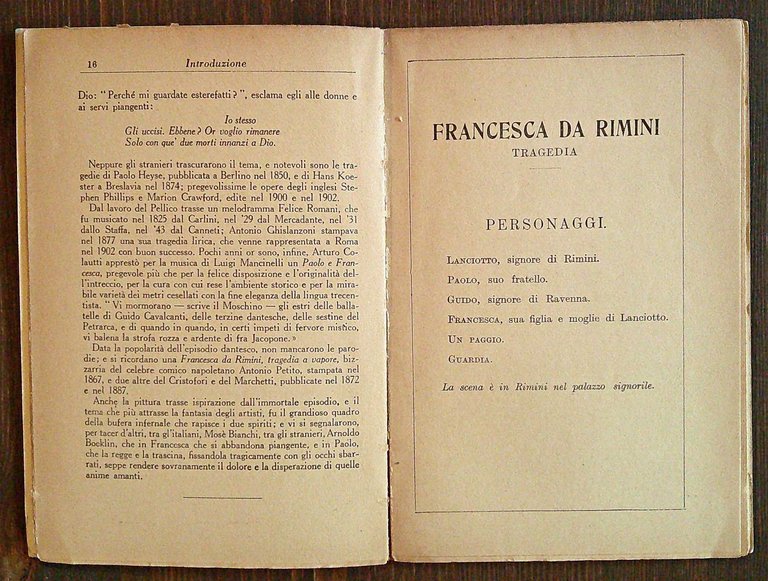 16 Introduzione
Dio: “ Perché mi guardate esterefatti ? ”, esclama egli alle donne e
ai servi piangenti:
Io stesso
Gli uccisi. Ebbene? Or voglio rimanere
Solo con que' due morti innanzi a Dio.
Neppure gli stranieri trascurarono il tema, e notevoli sono le tra-
gedie di Paolo Heyse, pubblicata a Berlino nel 1850, e di Hans Koe-
ster a Breslavia nel 1874; pregevolissime le opere degli inglesi Ste-
phen Phillips e Marion Crawford, edite nel 1900 e nel 1902.
Dal lavoro del Pellico trasse un melodramma Felice Romani, che
fu musicato nel 1825 dal Carlini, nel '29 dal Mercadante, nel '31
dallo Staffa, nel '43 dal Canneti; Antonio Ghislanzoni stampava
nel 1877 una sua tragedia lirica, che venne rappresentata a Roma
nel 1902 con buon successo. Pochi anni or sono, infine, Arturo Co-
lautti apprestò per la musica di Luigi Mancinelli un Paolo e Fran-
cesca, pregevole più che per la felice disposizione e l'originalità del-
l'intreccio, per la cura con cui rese l'ambiente storico e per la mira-
bile varietà dei metri cesellati con la fine eleganza della lingua trecen-
tista. “ Vi mormorano — scrive il Moschino — gli estri delle balla-
telle di Guido Cavalcanti, delle terzine dantesche, delle sestine del
Petrarca, e di quando in quando, in certi impeti di fervore mistico,
vi balena la strofa rozza e ardente di fra Jacopone. »
Data la popolarità dell'episodio dantesco, non mancarono le paro-
die; e si ricordano una Francesca da Rimini, tragedia a vapore, biz-
zarria del celebre comico napoletano Antonio Petito, stampata nel
1867, e due altre del Cristofori e del Marchetti, pubblicate nel 1872
e nel 1887.
Anche la pittura trasse ispirazione dall'immortale episodio, e il
tema che più attrasse la fantasia degli artisti, fu il grandioso quadro
della bufera infernale che rapisce i due spiriti; e vi si segnalarono,
per tacer d'altri, tra gl'italiani, Mosè Bianchi, tra gli stranieri, Arnoldo
Boeklin, che in Francesca che si abbandona piangente, e in Paolo,
che la regge e la trascina, fissandola tragicamente con gli occhi sbar-
rati, seppe rendere sovranamente il dolore e la disperazione di quelle
anime amanti.
FRANCESCA DA RIMINI
TRAGEDIA
PERSONAGGI.
LANCIOTTO, signore di Rimini.
PAOLO, suo fratello.
GUIDO, signore di Ravenna.
FRANCESCA, sua figlia e moglie di Lanciotto.
UN PAGGIO.
GUARDIA.
La scena è in Rimini nel palazzo signorile.